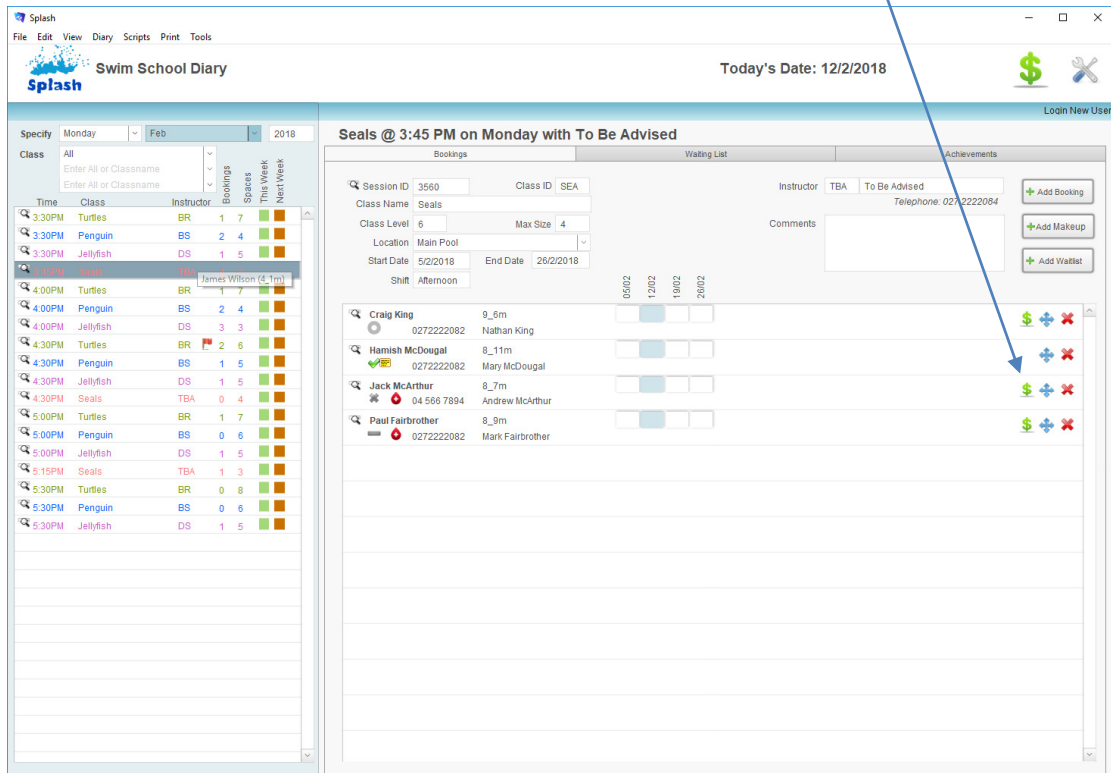 Splash
File Edit View Diary Scripts Print Tools
Splash
Swim School Diary
Today's Date: 12/2/2018
Login New User
Specify Monday Feb 2018
Class All
Enter All or Classname
Enter All or Classname
Time Class Instructor Bookings Spaces This Week Next Week
3:30PM Turtles BR 1 7
3:30PM Penguin BS 2 4
3:30PM Jellyfish DS 1 5
Seals
James Wilson (4_1m)
4:00PM Turtles BR 1 7
4:00PM Penguin BS 2 4
4:00PM Jellyfish DS 3 3
4:30PM Turtles BR 2 6
4:30PM Penguin BS 1 5
4:30PM Jellyfish DS 1 5
4:30PM Seals TBA 0 4
5:00PM Turtles BR 1 7
5:00PM Penguin BS 0 6
5:00PM Jellyfish DS 1 5
5:15PM Seals TBA 1 3
5:30PM Turtles BR 0 8
5:30PM Penguin BS 0 6
5:30PM Jellyfish DS 1 5
Seals @ 3:45 PM on Monday with To Be Advised
Bookings Waiting List Achievements
Session ID 3560 Class ID SEA
Class Name Seals
Class Level 6 Max Size 4
Location Main Pool
Start Date 5/2/2018 End Date 26/2/2018
Shift Afternoon
Instructor TBA To Be Advised
Telephone: 027 2222084
Comments
Add Booking
Add Makeup
Add Waitlist
05/02 12/02 19/02 26/02
Craig King 9_6m
0272222082 Nathan King
Hamish McDougal 8_11m
0272222082 Mary McDougal
Jack McArthur 8_7m
04 566 7894 Andrew McArthur
Paul Fairbrother 8_9m
0272222082 Mark Fairbrother